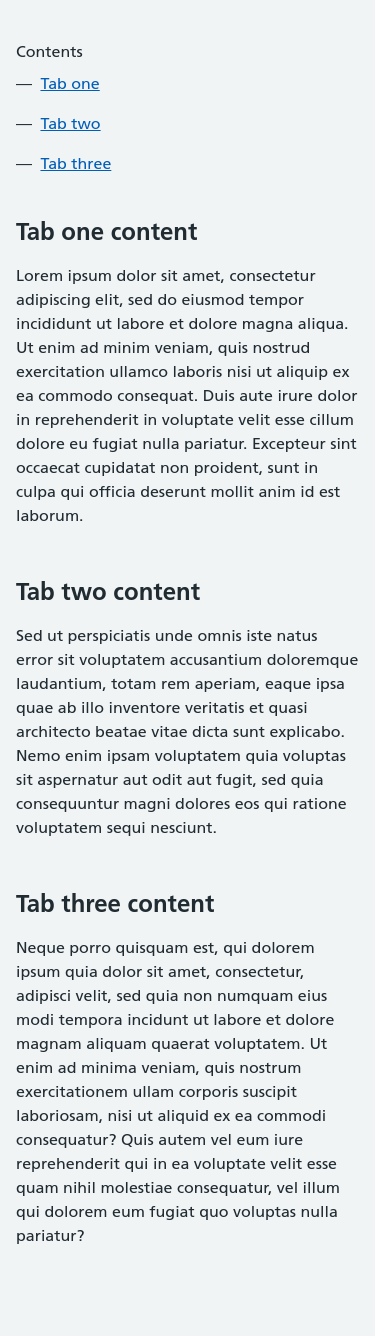 Contents
— Tab one
— Tab two
— Tab three
Tab one content
Lorem ipsum dolor sit amet, consectetur
adipiscing elit, sed do eiusmod tempor
incididunt ut labore et dolore magna aliqua.
Ut enim ad minim veniam, quis nostrud
exercitation ullamco laboris nisi ut aliquip ex
ea commodo consequat. Duis aute irure dolor
in reprehenderit in voluptate velit esse cillum
dolore eu fugiat nulla pariatur. Excepteur sint
occaecat cupidatat non proident, sunt in
culpa qui officia deserunt mollit anim id est
laborum.
Tab two content
Sed ut perspiciatis unde omnis iste natus
error sit voluptatem accusantium doloremque
laudantium, totam rem aperiam, eaque ipsa
quae ab illo inventore veritatis et quasi
architecto beatae vitae dicta sunt explicabo.
Nemo enim ipsam voluptatem quia voluptas
sit aspernatur aut odit aut fugit, sed quia
consequuntur magni dolores eos qui ratione
voluptatem sequi nesciunt.
Tab three content
Neque porro quisquam est, qui dolorem
ipsum quia dolor sit amet, consectetur,
adipisci velit, sed quia non numquam eius
modi tempora incidunt ut labore et dolore
magnam aliquam quaerat voluptatem. Ut
enim ad minima veniam, quis nostrum
exercitationem ullam corporis suscipit
laboriosam, nisi ut aliquid ex ea commodi
consequatur? Quis autem vel eum iure
reprehenderit qui in ea voluptate velit esse
quam nihil molestiae consequatur, vel illum
qui dolorem eum fugiat quo voluptas nulla
pariatur?